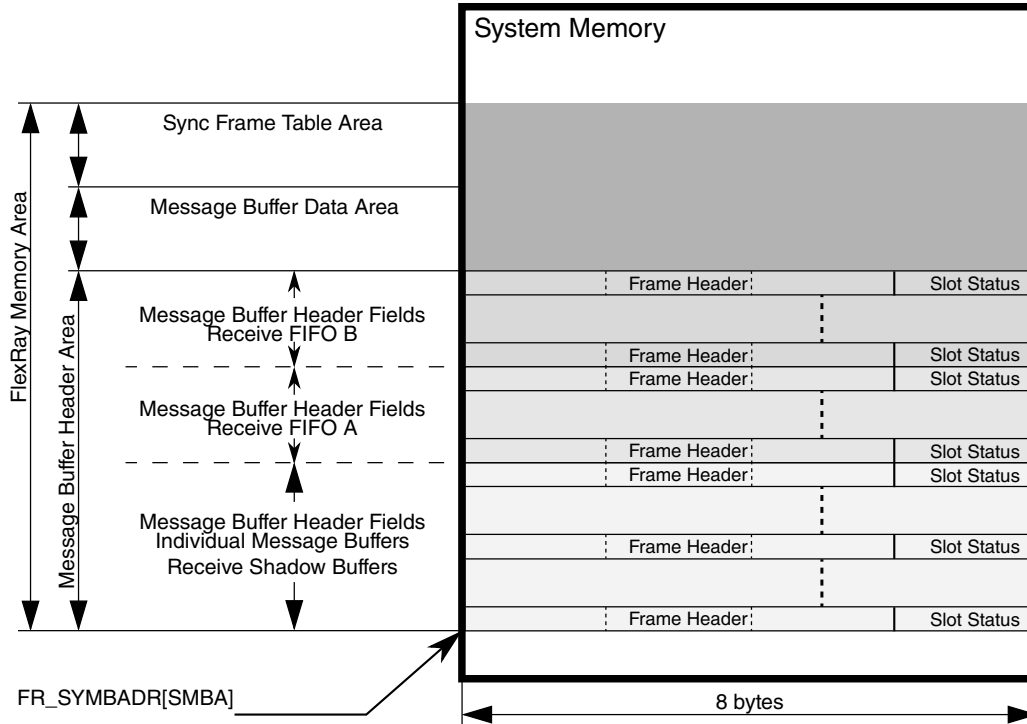 System Memory
Sync Frame Table Area
Message Buffer Data Area
FlexRay Memory Area
Message Buffer Header Area
Message Buffer Header Fields
Receive FIFO B
Message Buffer Header Fields
Receive FIFO A
Message Buffer Header Fields
Individual Message Buffers
Receive Shadow Buffers
Frame Header Slot Status
Frame Header Slot Status
Frame Header Slot Status
Frame Header Slot Status
Frame Header Slot Status
Frame Header Slot Status
Frame Header Slot Status
FR_SYMBADR[SMBA]
8 bytes